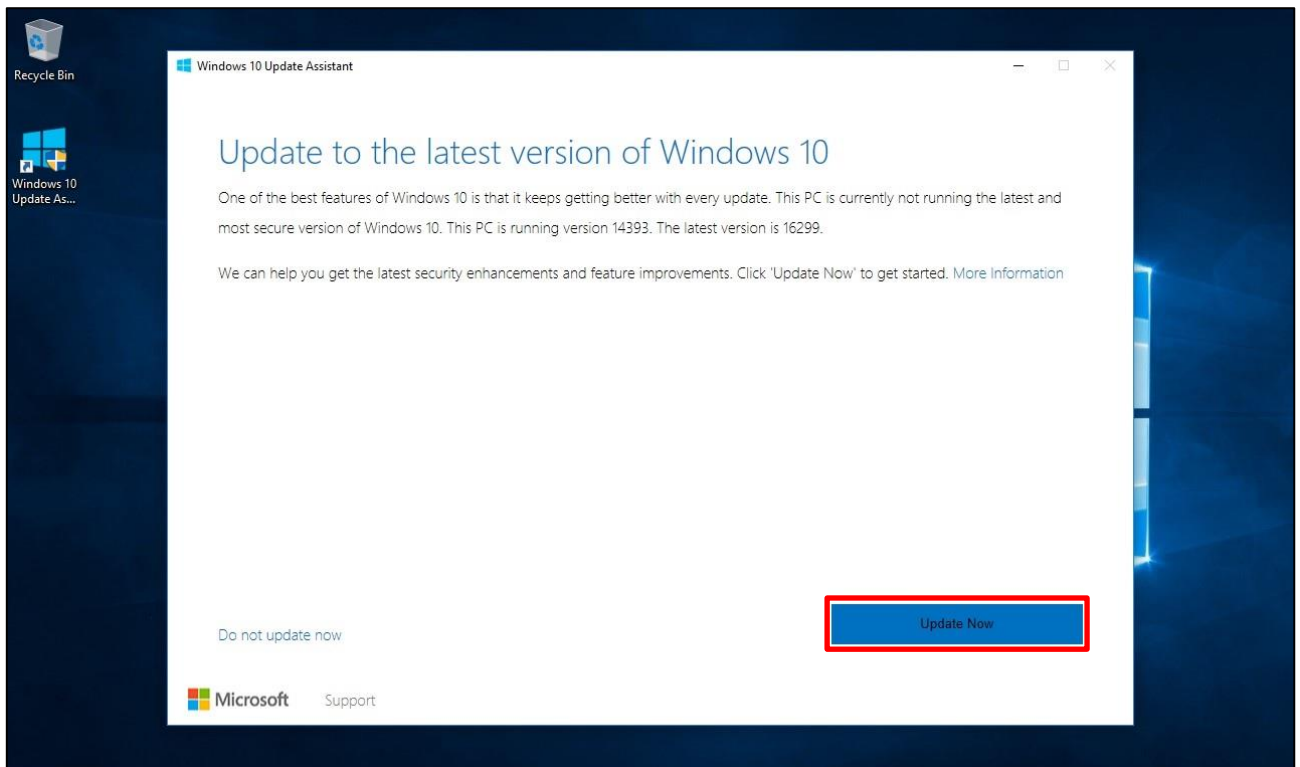 Recycle Bin
Windows 10
Update As...
Windows 10 Update Assistant
Update to the latest version of Windows 10
One of the best features of Windows 10 is that it keeps getting better with every update. This PC is currently not running the latest and
most secure version of Windows 10. This PC is running version 14393. The latest version is 16299.
We can help you get the latest security enhancements and feature improvements. Click 'Update Now' to get started. More Information
Do not update now
Update Now
Microsoft
Support